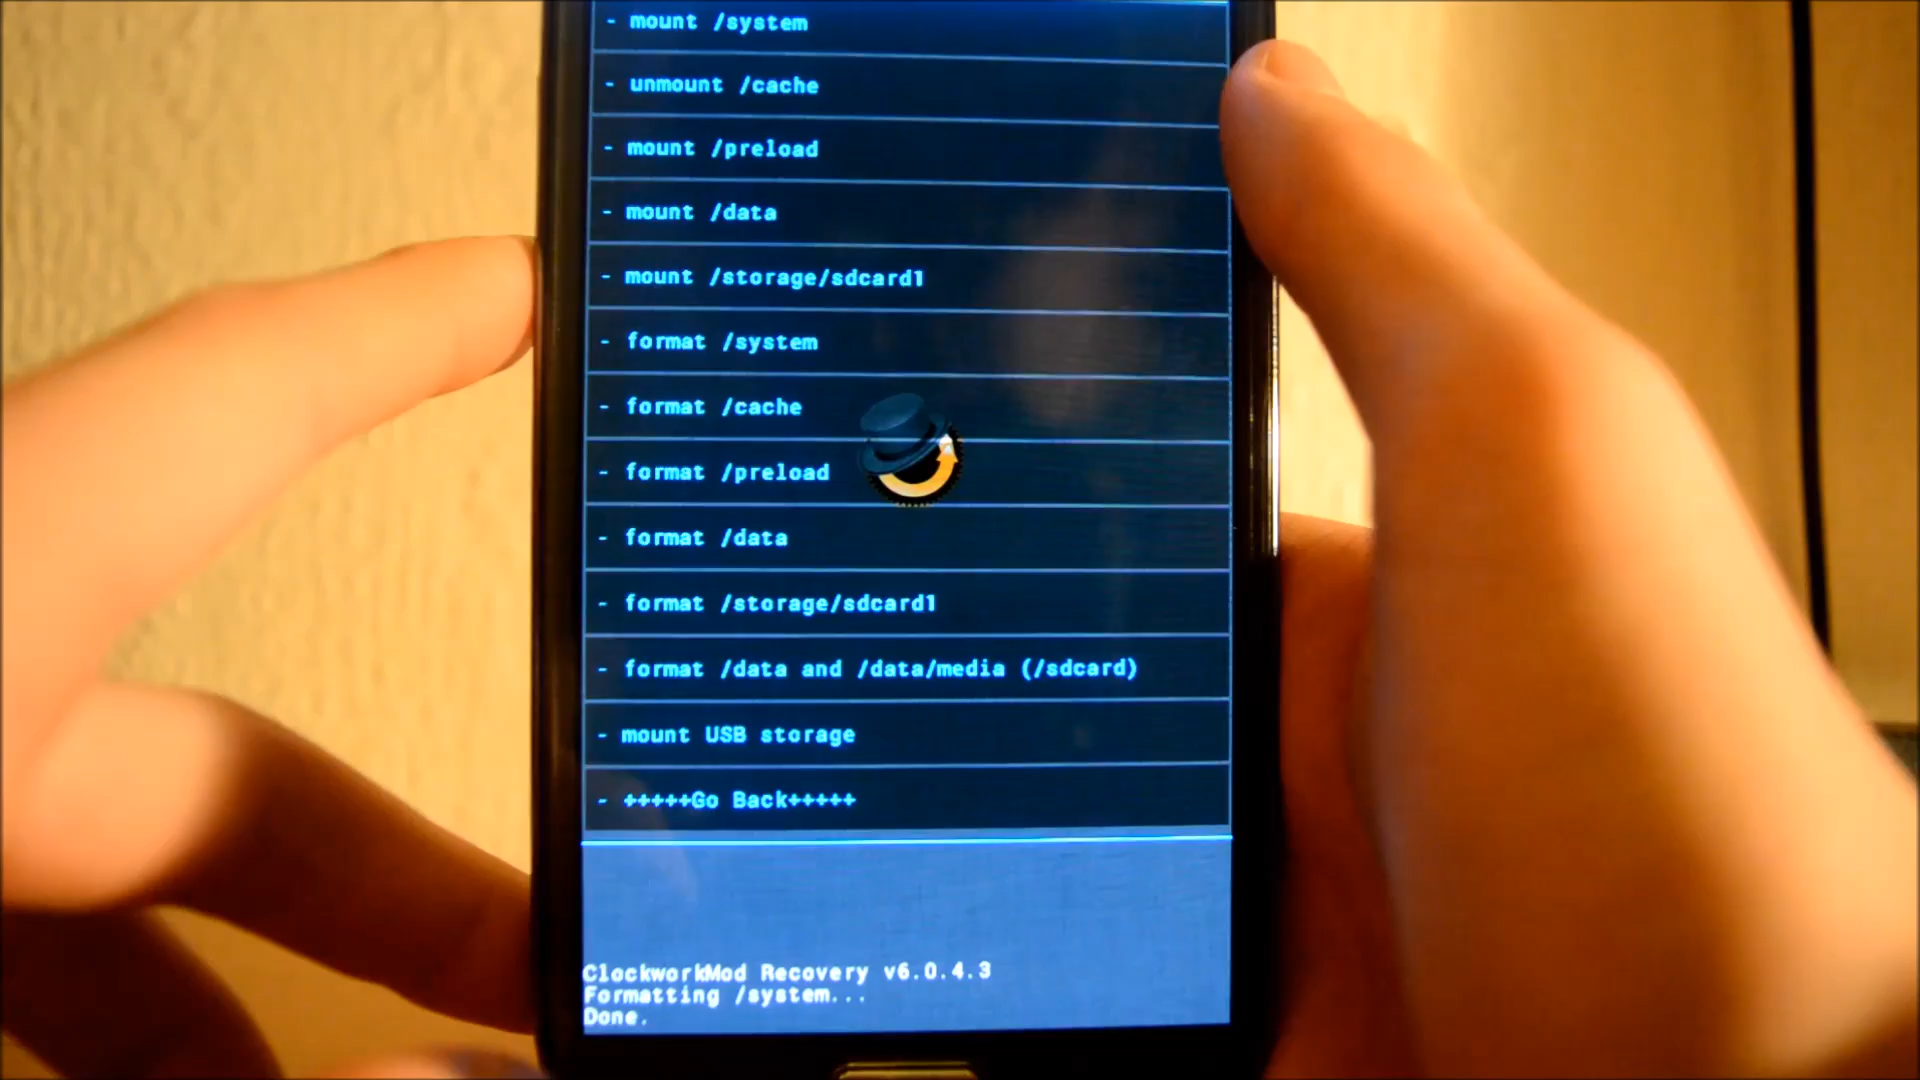 - mount /system
- unmount /cache
- mount /preload
- mount /data
- mount /storage/sdcard1
- format /system
- format /cache
- format /preload
- format /data
- format /storage/sdcard1
- format /data and /data/media (/sdcard)
- mount USB storage
- +++++Go Back+++++
ClockworkMod Recovery v6.0.4.3
Formatting /system...
Done.